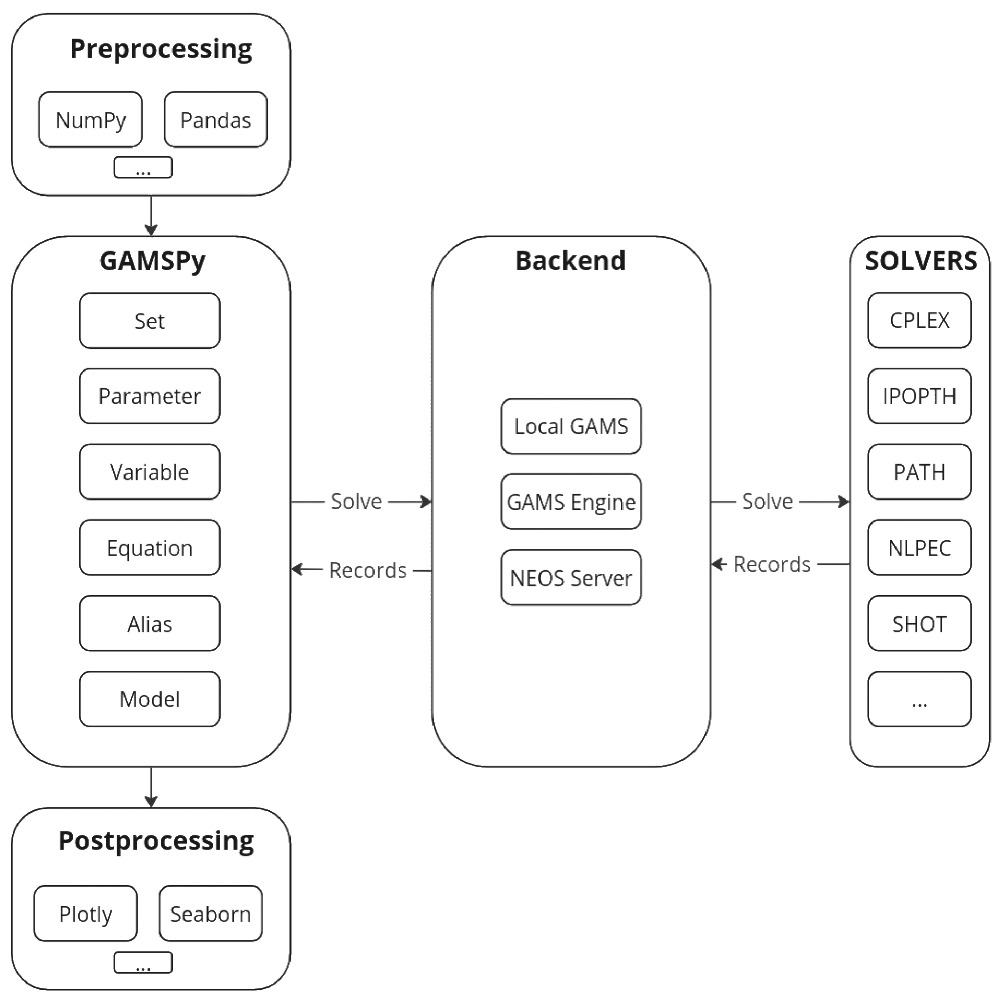 Preprocessing
NumPy
Pandas
...
GAMSPy
Set
Parameter
Variable
Equation
Alias
Model
Solve
Records
Backend
Local GAMS
GAMS Engine
NEOS Server
Solve
Records
SOLVERS
CPLEX
IPOPTH
PATH
NLPEC
SHOT
...
Postprocessing
Plotly
Seaborn
...